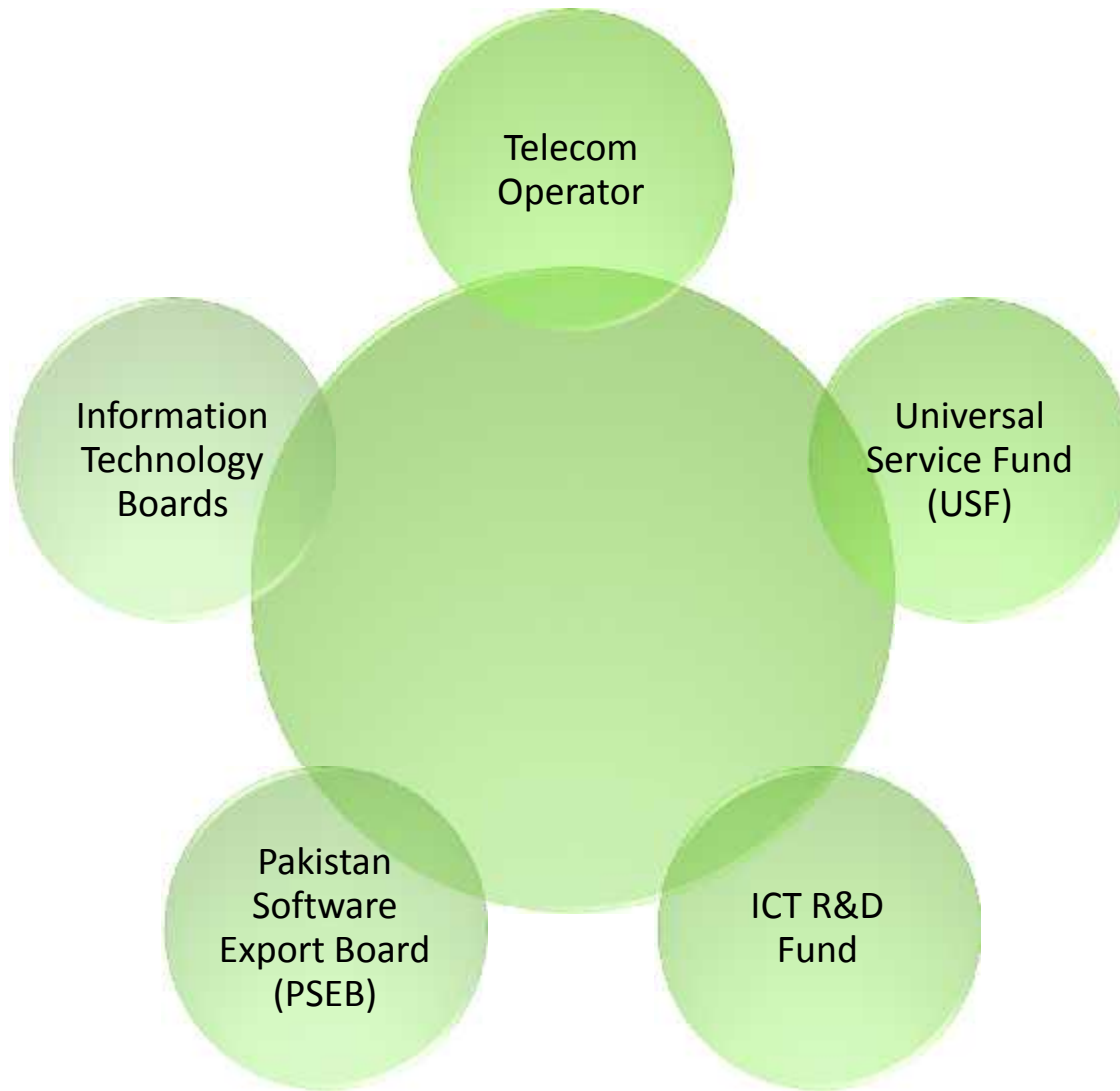 Telecom
Operator
Information
Technology
Boards
Universal
Service Fund
(USF)
Pakistan
Software
Export Board
(PSEB)
ICT R&D
Fund